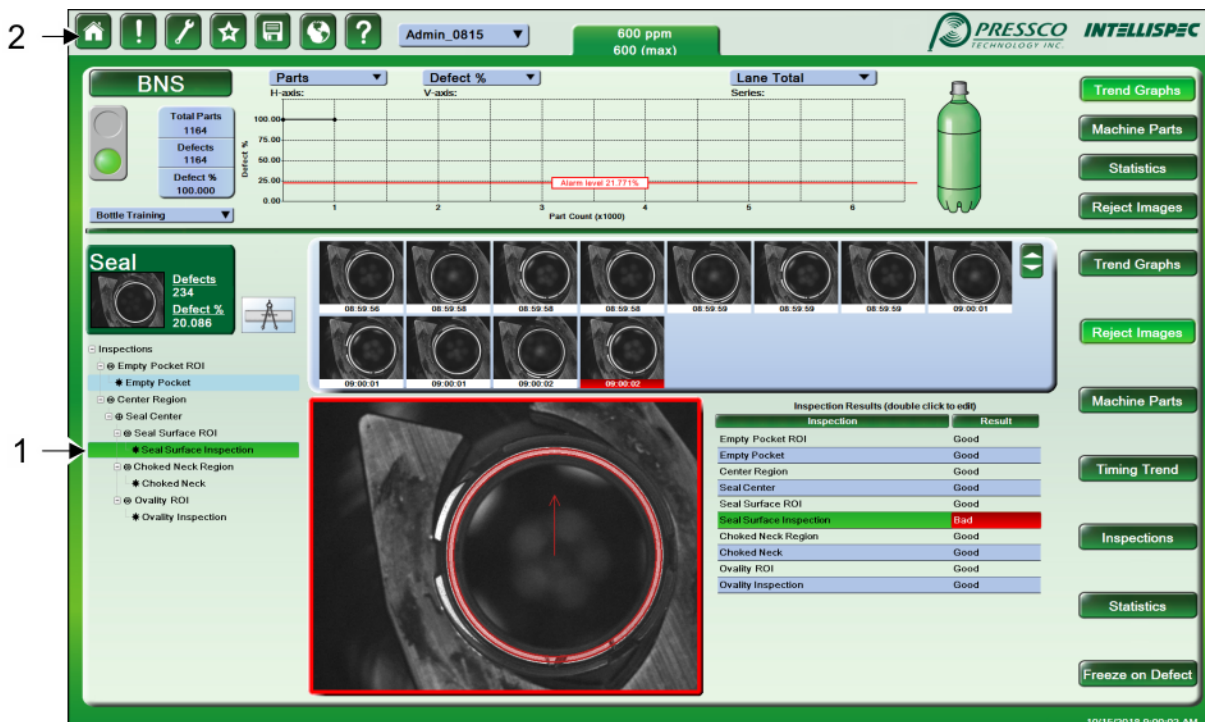 2
Admin_0815
600 ppm
600 (max)
PRESSCO
TECHNOLOGY INC.
INTELLISPEC
BNS
Parts
H-axis:
Defect %
V-axis:
Lane Total
Series:
Trend Graphs
Machine Parts
Statistics
Reject Images
Total Parts
1164
Defects
1164
Defect %
100.000
Bottle Training
Defect %
100.00
75.00
50.00
25.00
0.00
Alarm level 21.771%
1 2 3 4 5 6
Part Count (x1000)
Seal
Defects
234
Defect %
20.086
08:59:56 08:59:58 08:59:58 08:59:58 08:59:59 08:59:59 08:59:59 09:00:01
09:00:01 09:00:01 09:00:02 09:00:02
Trend Graphs
Reject Images
Machine Parts
Timing Trend
Inspections
Statistics
Freeze on Defect
1
Inspections
Empty Pocket ROI
Empty Pocket
Center Region
Seal Center
Seal Surface ROI
Seal Surface Inspection
Choked Neck Region
Choked Neck
Ovality ROI
Ovality Inspection
Inspection Results (double click to edit)
Inspection Result
Empty Pocket ROI Good
Empty Pocket Good
Center Region Good
Seal Center Good
Seal Surface ROI Good
Seal Surface Inspection Bad
Choked Neck Region Good
Choked Neck Good
Ovality ROI Good
Ovality Inspection Good